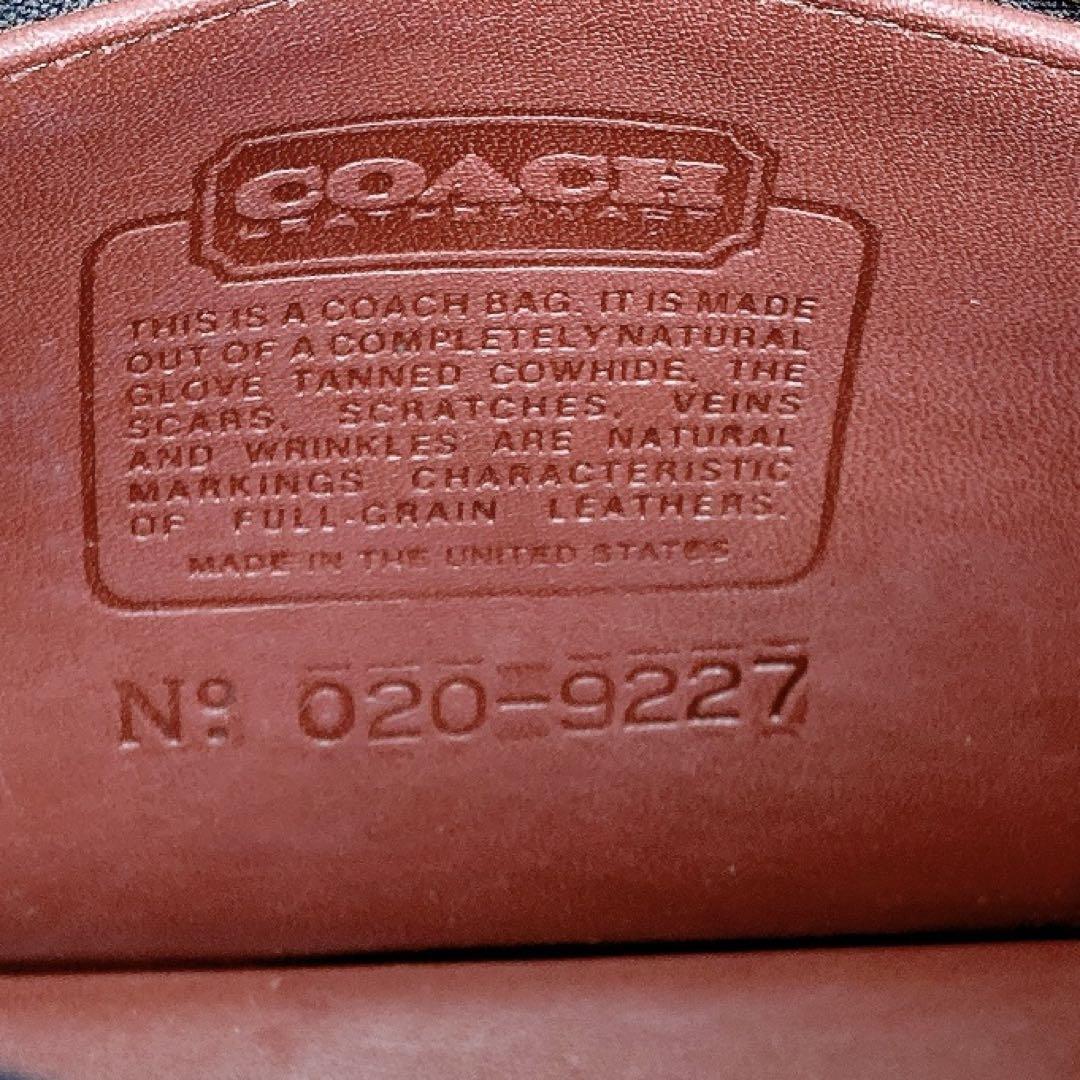 COACH
LEATHERWARE
THIS IS A COACH BAG. IT IS MADE
OUT OF A COMPLETELY NATURAL
GLOVE TANNED COWHIDE. THE
SCARS, SCRATCHES, VEINS
AND WRINKLES ARE NATURAL
MARKINGS CHARACTERISTIC
OF FULL-GRAIN LEATHERS.
MADE IN THE UNITED STATES
Nº 020-9227